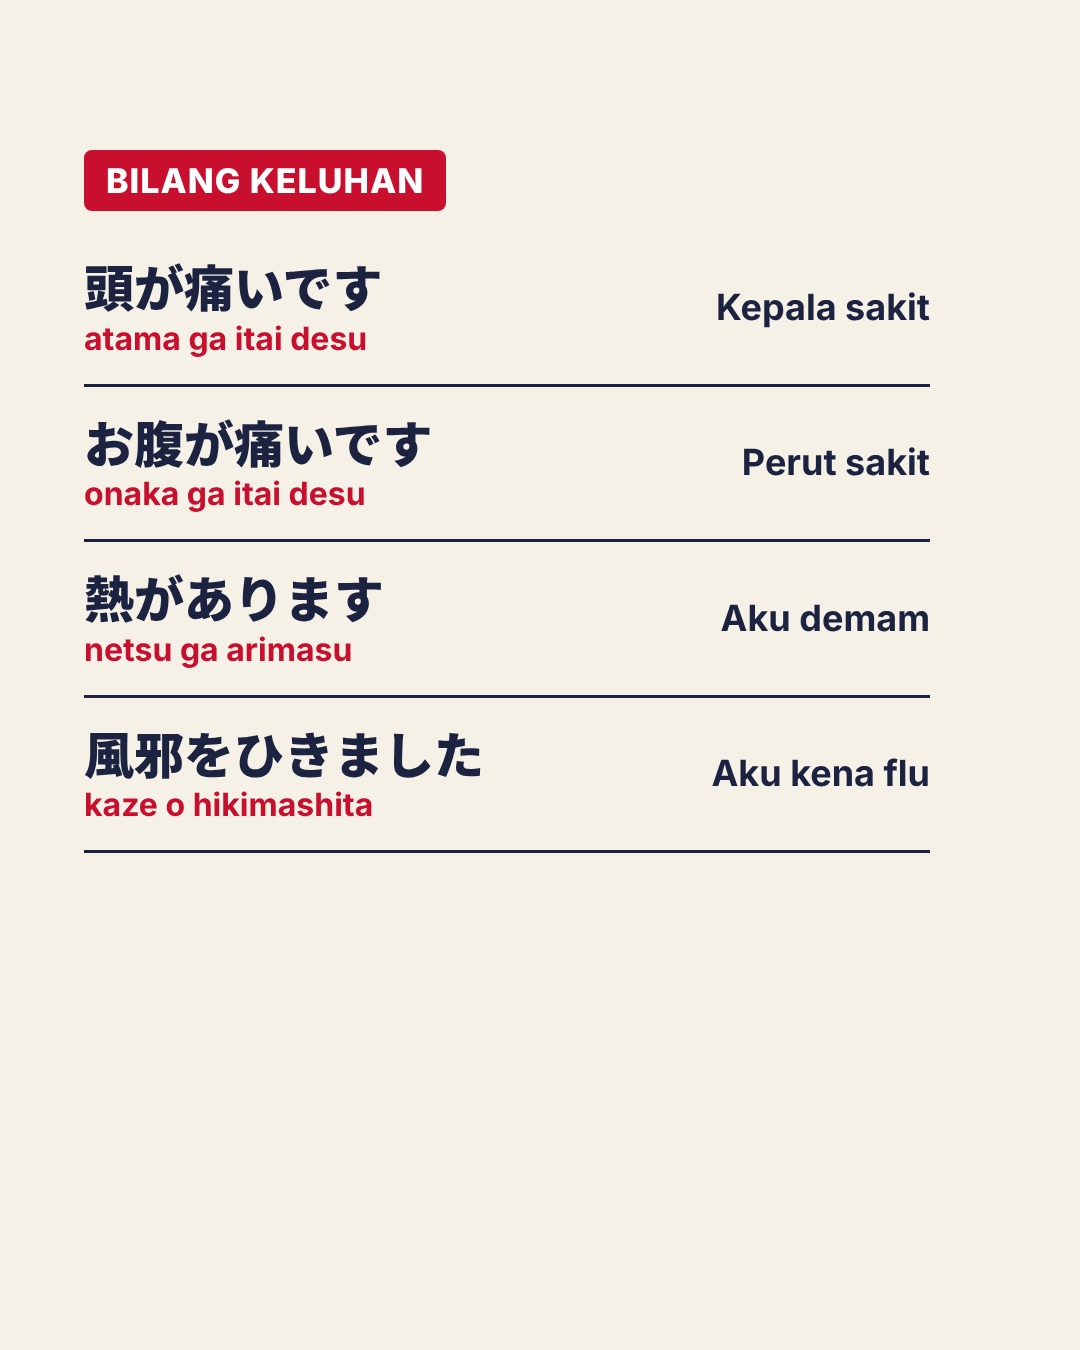 BILANG KELUHAN
頭が痛いです
atama ga itai desu
Kepala sakit
お腹が痛いです
onaka ga itai desu
Perut sakit
熱があります
netsu ga arimasu
Aku demam
風邪をひきました
kaze o hikimashita
Aku kena flu